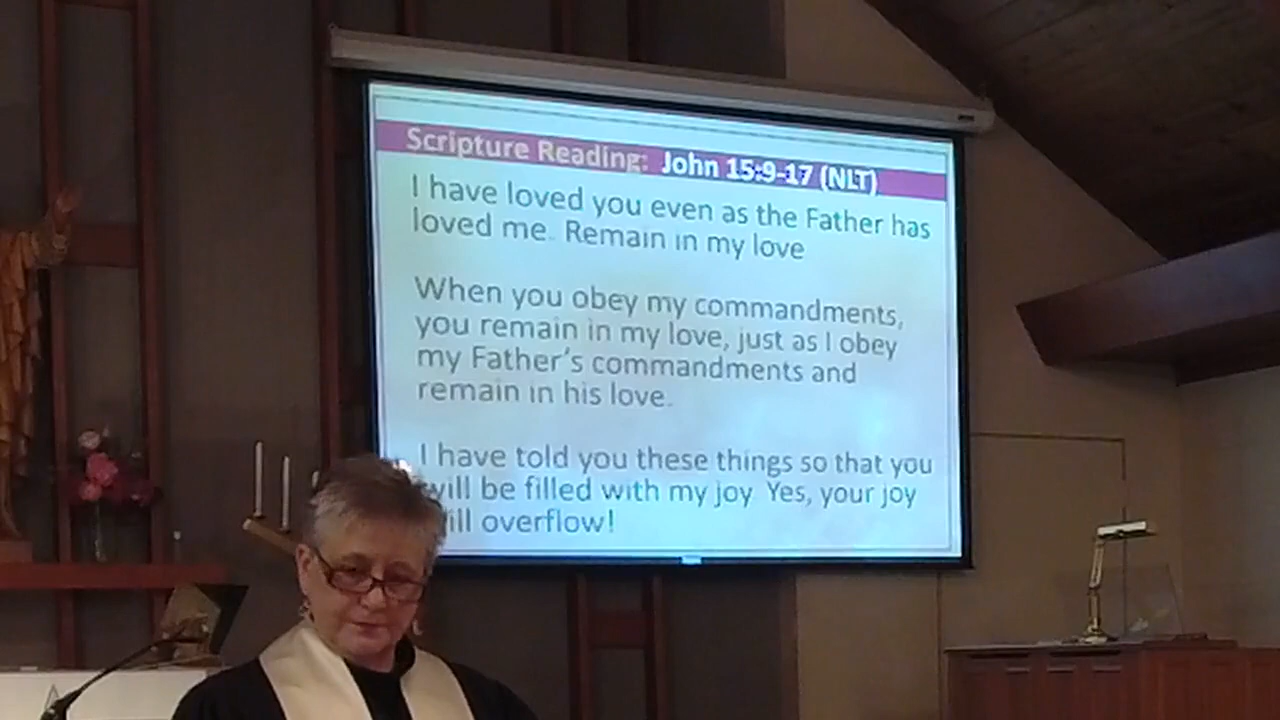 Scripture Reading: John 15:9-17 (NLT)
I have loved you even as the Father has
loved me. Remain in my love
When you obey my commandments,
you remain in my love, just as I obey
my Father's commandments and
remain in his love.
I have told you these things so that you
will be filled with my joy. Yes, your joy
ill overflow!